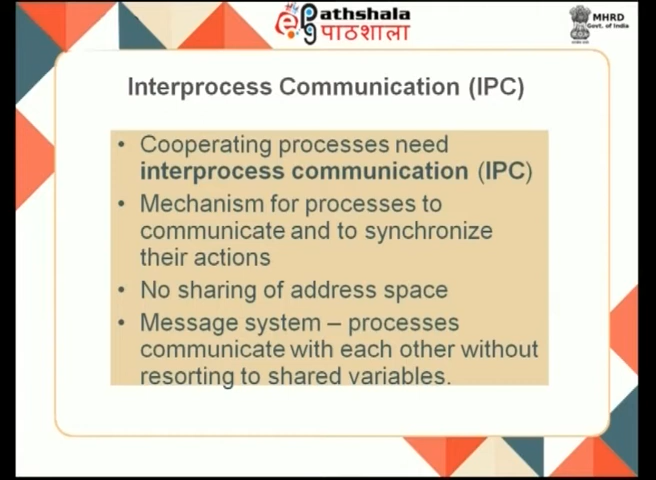 ePathshala
पाठशाला
MHRD
Govt. of India
Interprocess Communication (IPC)
• Cooperating processes need
interprocess communication (IPC)
• Mechanism for processes to
communicate and to synchronize
their actions
• No sharing of address space
• Message system – processes
communicate with each other without
resorting to shared variables.